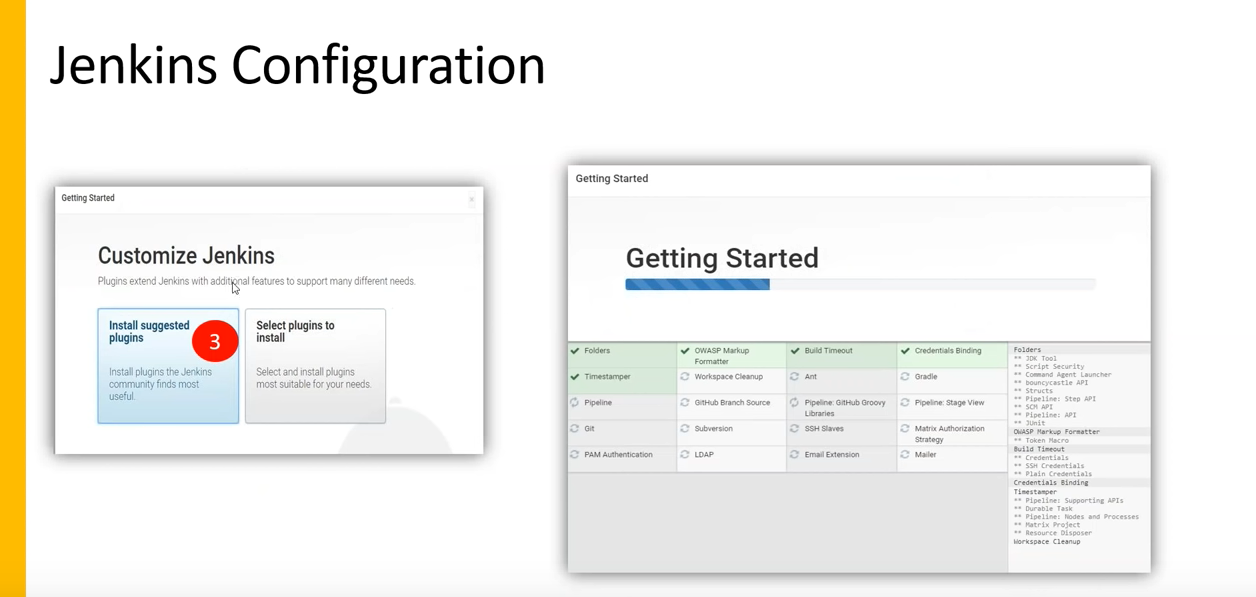 Jenkins Configuration
Getting Started
Customize Jenkins
Plugins extend Jenkins with additional features to support many different needs.
Install suggested
plugins
3
Install plugins the Jenkins
community finds most
useful.
Select plugins to
install
Select and install plugins
most suitable for your needs.
Getting Started
Getting Started
Folders
OWASP Markup
Formatter
Build Timeout
Credentials Binding
Timestamper
Workspace Cleanup
Ant
Gradle
Pipeline
GitHub Branch Source
Pipeline: GitHub Groovy
Libraries
Pipeline: Stage View
Git
Subversion
SSH Slaves
Matrix Authorization
Strategy
PAM Authentication
LDAP
Email Extension
Mailer
Folders
** JDK Tool
** Script Security
** Command Agent Launcher
** bouncycastle API
** Structs
** Pipeline: Step API
** SCM API
** Pipeline: API
** JUnit
OWASP Markup Formatter
** Token Macro
Build Timeout
** Credentials
** SSH Credentials
** Plain Credentials
Credentials Binding
Timestamper
** Pipeline: Supporting APIs
** Durable Task
** Pipeline: Nodes and Processes
** Matrix Project
** Resource Disposer
Workspace Cleanup